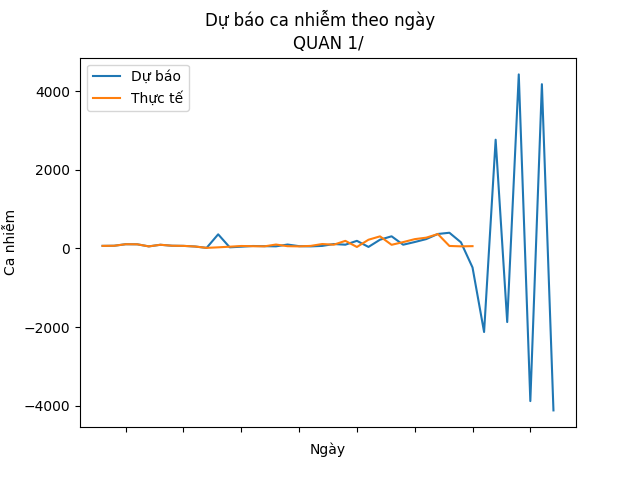 Dự báo ca nhiễm theo ngày
QUAN 1/
Dự báo
Thực tế
4000
2000
0
−2000
−4000
Ca nhiễm
Ngày